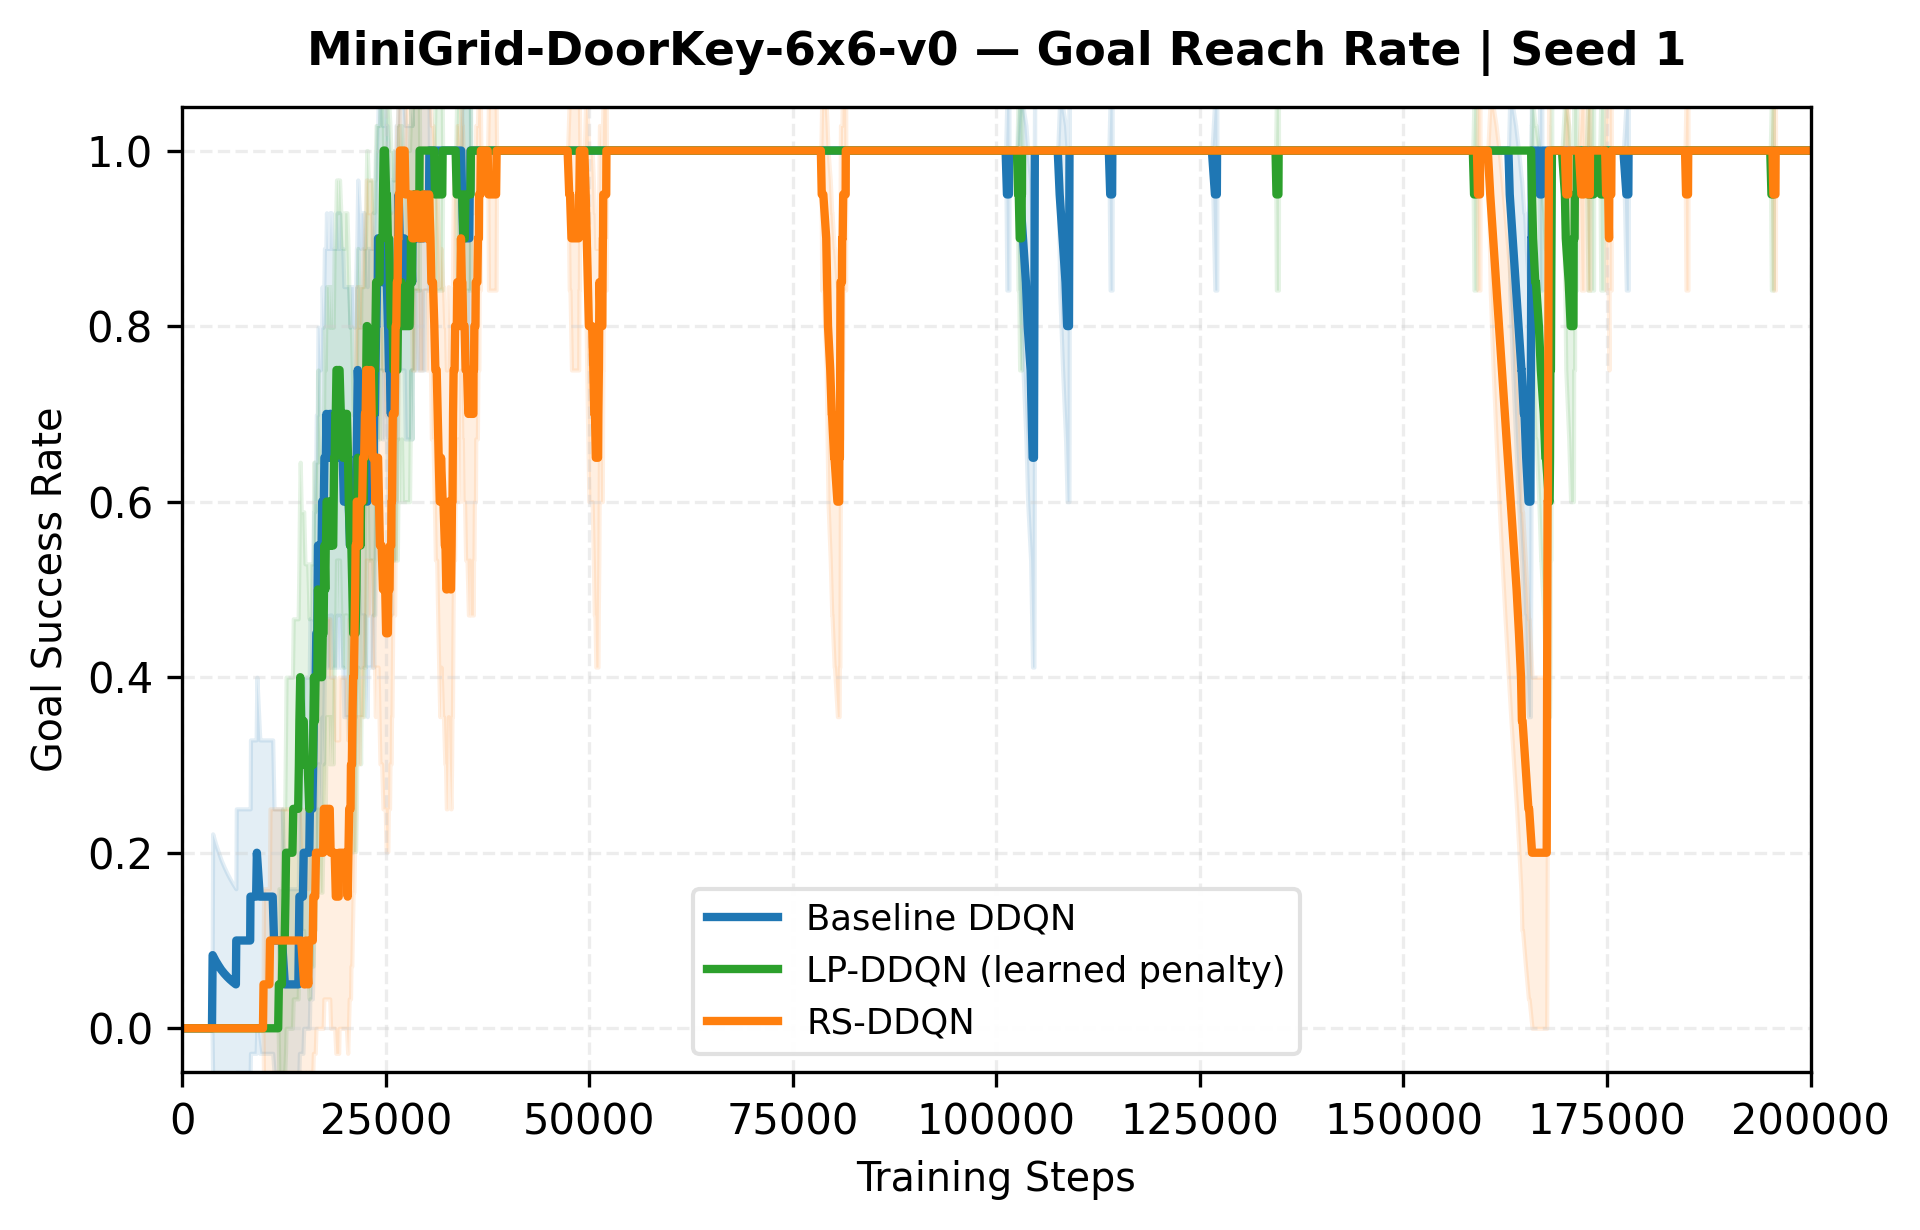 MiniGrid-DoorKey-6x6-v0 — Goal Reach Rate | Seed 1
1.0
0.8
0.6
0.4
0.2
0.0
Goal Success Rate
Baseline DDQN
LP-DDQN (learned penalty)
RS-DDQN
0 25000 50000 75000 100000 125000 150000 175000 200000
Training Steps